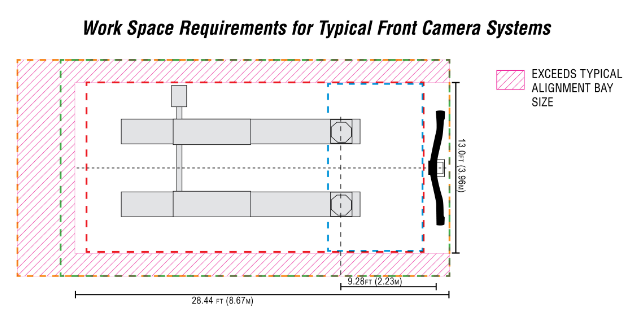 Work Space Requirements for Typical Front Camera Systems
EXCEEDS TYPICAL
ALIGNMENT BAY
SIZE
13.0FT (3.96M)
9.28FT (2.23M)
28.44 FT (8.67M)